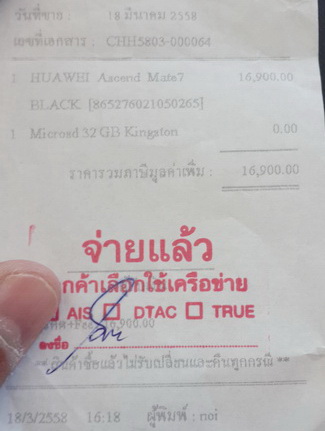 วันที่ขาย : 18 มีนาคม 2558
เลขที่เอกสาร : CHH5803-000064
1 HUAWEI Ascend Mate7 16,900.00
BLACK [865276021050265]
1 Microsd 32 GB Kingston 0.00
ราคารวมภาษีมูลค่าเพิ่ม : 16,900.00
จ่ายแล้ว
กค้าเลือกใช้เครือข่าย
AIS DTAC TRUE
16,900.00
ลงชื่อ
** สินค้าซื้อแล้วไม่รับเปลี่ยนและคืนทุกกรณี **
18/3/2558 16:18 ผู้พิมพ์ : noi